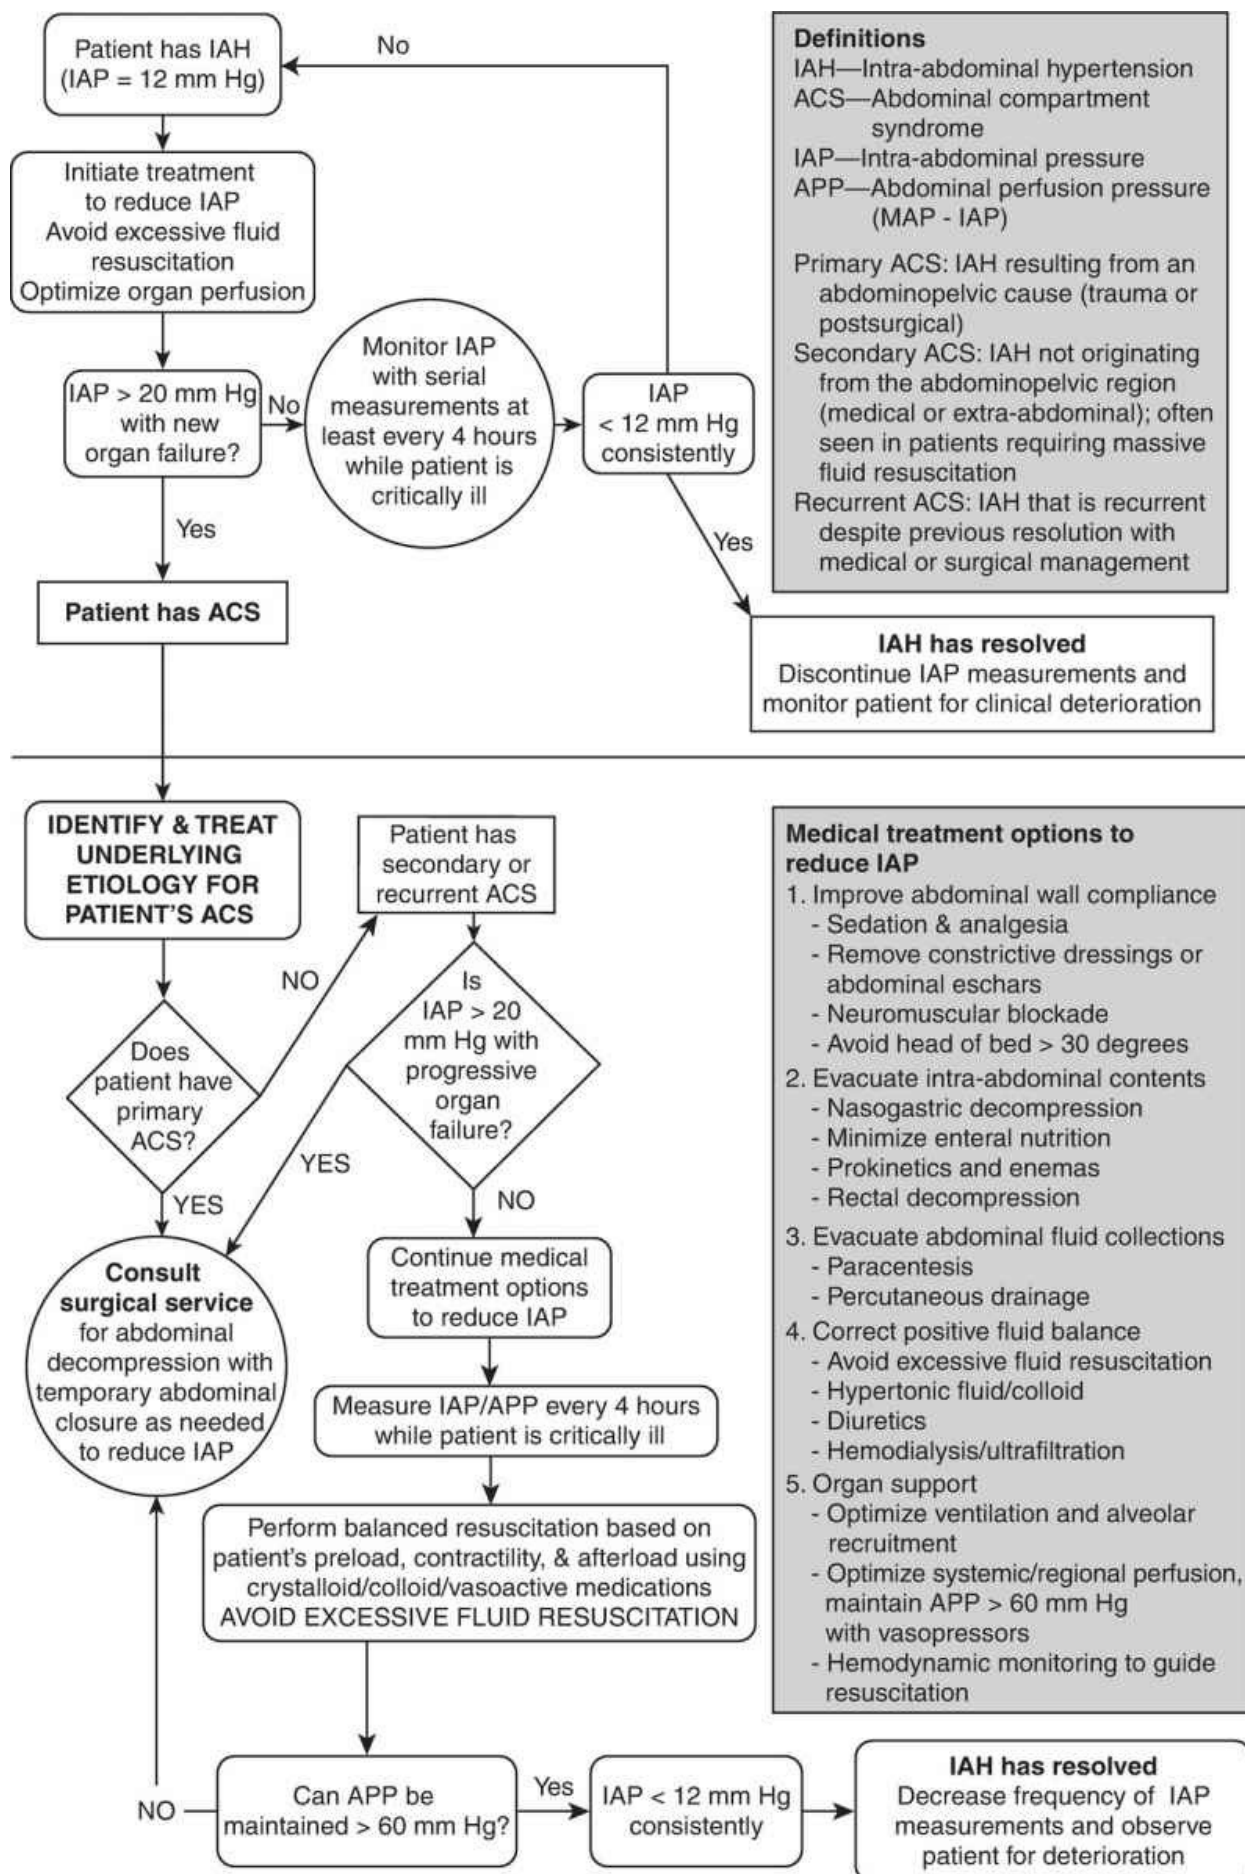 Patient has IAH
(IAP = 12 mm Hg)
No
Initiate treatment
to reduce IAP
Avoid excessive fluid
resuscitation
Optimize organ perfusion
IAP > 20 mm Hg
with new
organ failure?
No
Monitor IAP
with serial
measurements at
least every 4 hours
while patient is
critically ill
IAP
< 12 mm Hg
consistently
Yes
Yes
Patient has ACS
IAH has resolved
Discontinue IAP measurements and
monitor patient for clinical deterioration
Definitions
IAH—Intra-abdominal hypertension
ACS—Abdominal compartment
syndrome
IAP—Intra-abdominal pressure
APP—Abdominal perfusion pressure
(MAP - IAP)
Primary ACS: IAH resulting from an
abdominopelvic cause (trauma or
postsurgical)
Secondary ACS: IAH not originating
from the abdominopelvic region
(medical or extra-abdominal); often
seen in patients requiring massive
fluid resuscitation
Recurrent ACS: IAH that is recurrent
despite previous resolution with
medical or surgical management
IDENTIFY & TREAT
UNDERLYING
ETIOLOGY FOR
PATIENT'S ACS
Does
patient have
primary
ACS?
NO
YES
Patient has
secondary or
recurrent ACS
Is
IAP > 20
mm Hg with
progressive
organ
failure?
YES
NO
Consult
surgical service
for abdominal
decompression with
temporary abdominal
closure as needed
to reduce IAP
Continue medical
treatment options
to reduce IAP
Measure IAP/APP every 4 hours
while patient is critically ill
Perform balanced resuscitation based on
patient's preload, contractility, & afterload using
crystalloid/colloid/vasoactive medications
AVOID EXCESSIVE FLUID RESUSCITATION
Can APP be
maintained > 60 mm Hg?
NO
Yes
IAP < 12 mm Hg
consistently
IAH has resolved
Decrease frequency of IAP
measurements and observe
patient for deterioration
Medical treatment options to
reduce IAP
1. Improve abdominal wall compliance
- Sedation & analgesia
- Remove constrictive dressings or
abdominal eschars
- Neuromuscular blockade
- Avoid head of bed > 30 degrees
2. Evacuate intra-abdominal contents
- Nasogastric decompression
- Minimize enteral nutrition
- Prokinetics and enemas
- Rectal decompression
3. Evacuate abdominal fluid collections
- Paracentesis
- Percutaneous drainage
4. Correct positive fluid balance
- Avoid excessive fluid resuscitation
- Hypertonic fluid/colloid
- Diuretics
- Hemodialysis/ultrafiltration
5. Organ support
- Optimize ventilation and alveolar
recruitment
- Optimize systemic/regional perfusion,
maintain APP > 60 mm Hg
with vasopressors
- Hemodynamic monitoring to guide
resuscitation